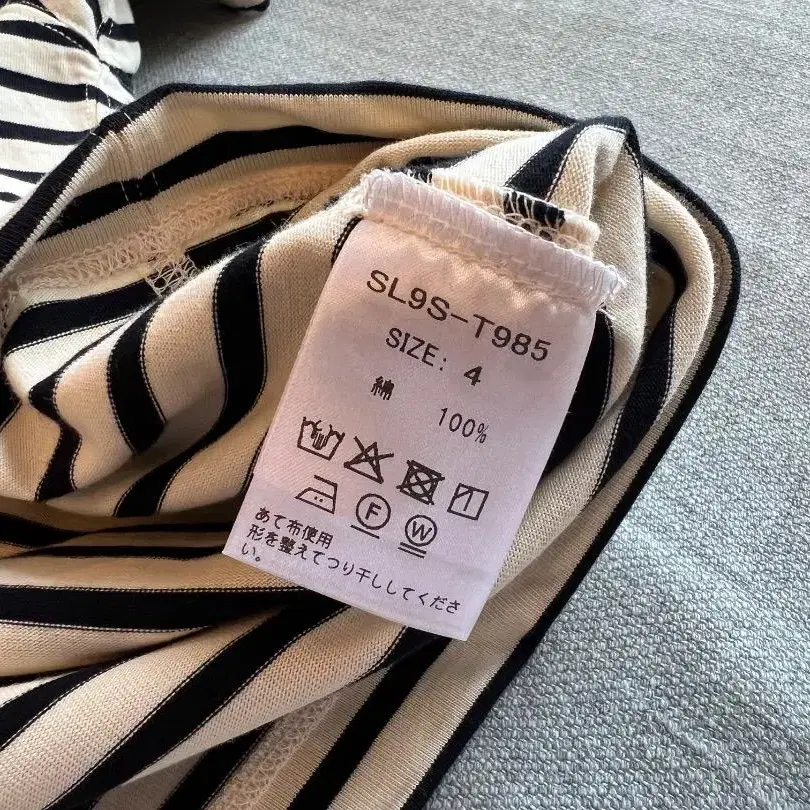 SL9S-T985
SIZE: 4
綿 100%
F W
あて布使用
形を整えてつり干ししてくださ
い。